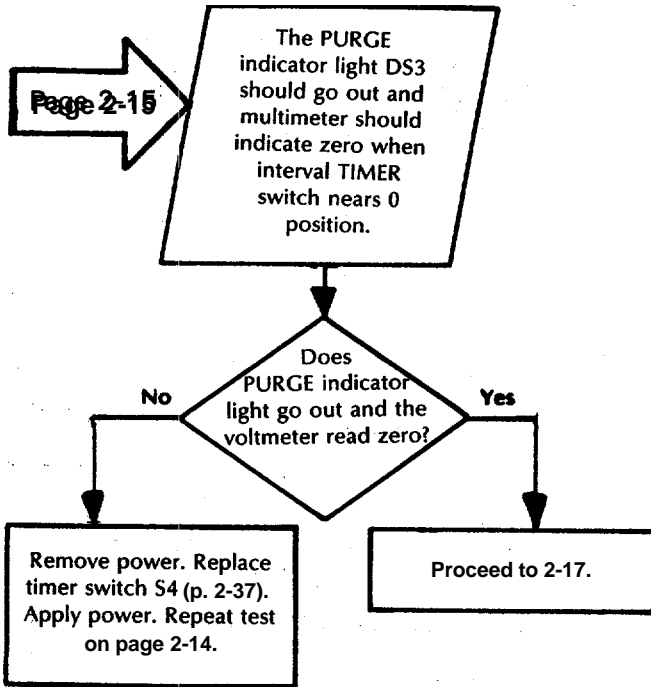 The PURGE
indicator light DS3
should go out and
multimeter should
indicate zero when
interval TIMER
switch nears 0
position.
Page 2-15
Does
PURGE indicator
light go out and the
voltmeter read zero?
No
Yes
Remove power. Replace
timer switch S4 (p. 2-37).
Apply power. Repeat test
on page 2-14.
Proceed to 2-17.